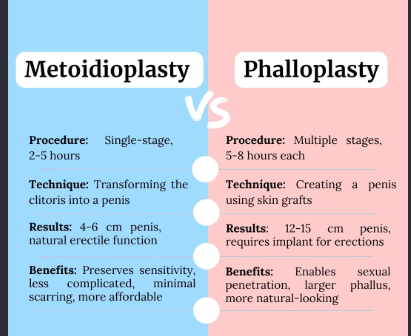 Metoidioplasty
Phalloplasty
VS
Procedure: Single-stage,
2-5 hours
Technique: Transforming the
clitoris into a penis
Results: 4-6 cm penis,
natural erectile function
Benefits: Preserves sensitivity,
less complicated, minimal
scarring, more affordable
Procedure: Multiple stages,
5-8 hours each
Technique: Creating a penis
using skin grafts
Results: 12-15 cm penis,
requires implant for erections
Benefits: Enables sexual
penetration, larger phallus,
more natural-looking